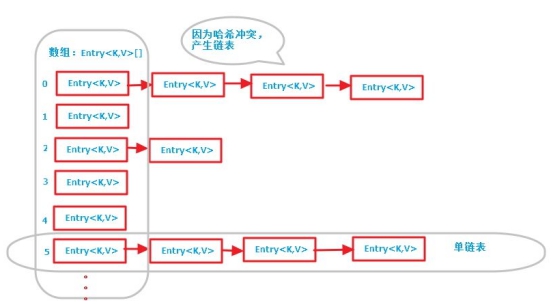 因为哈希冲突，
产生链表
数组：Entry<K,V>[]
0 Entry<K,V> Entry<K,V> Entry<K,V> Entry<K,V>
1 Entry<K,V>
2 Entry<K,V> Entry<K,V>
3 Entry<K,V>
4 Entry<K,V>
5 Entry<K,V> Entry<K,V> Entry<K,V> Entry<K,V> 单链表